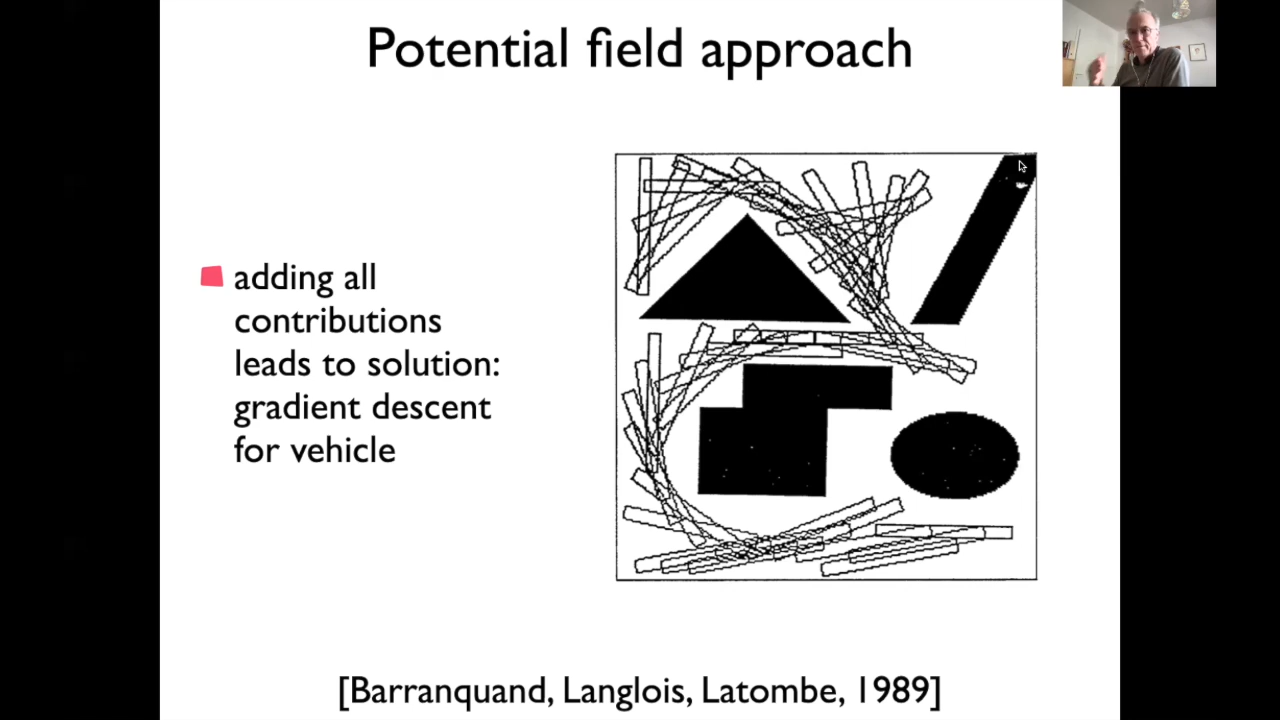 Potential field approach
adding all
contributions
leads to solution:
gradient descent
for vehicle
[Barranquand, Langlois, Latombe, 1989]